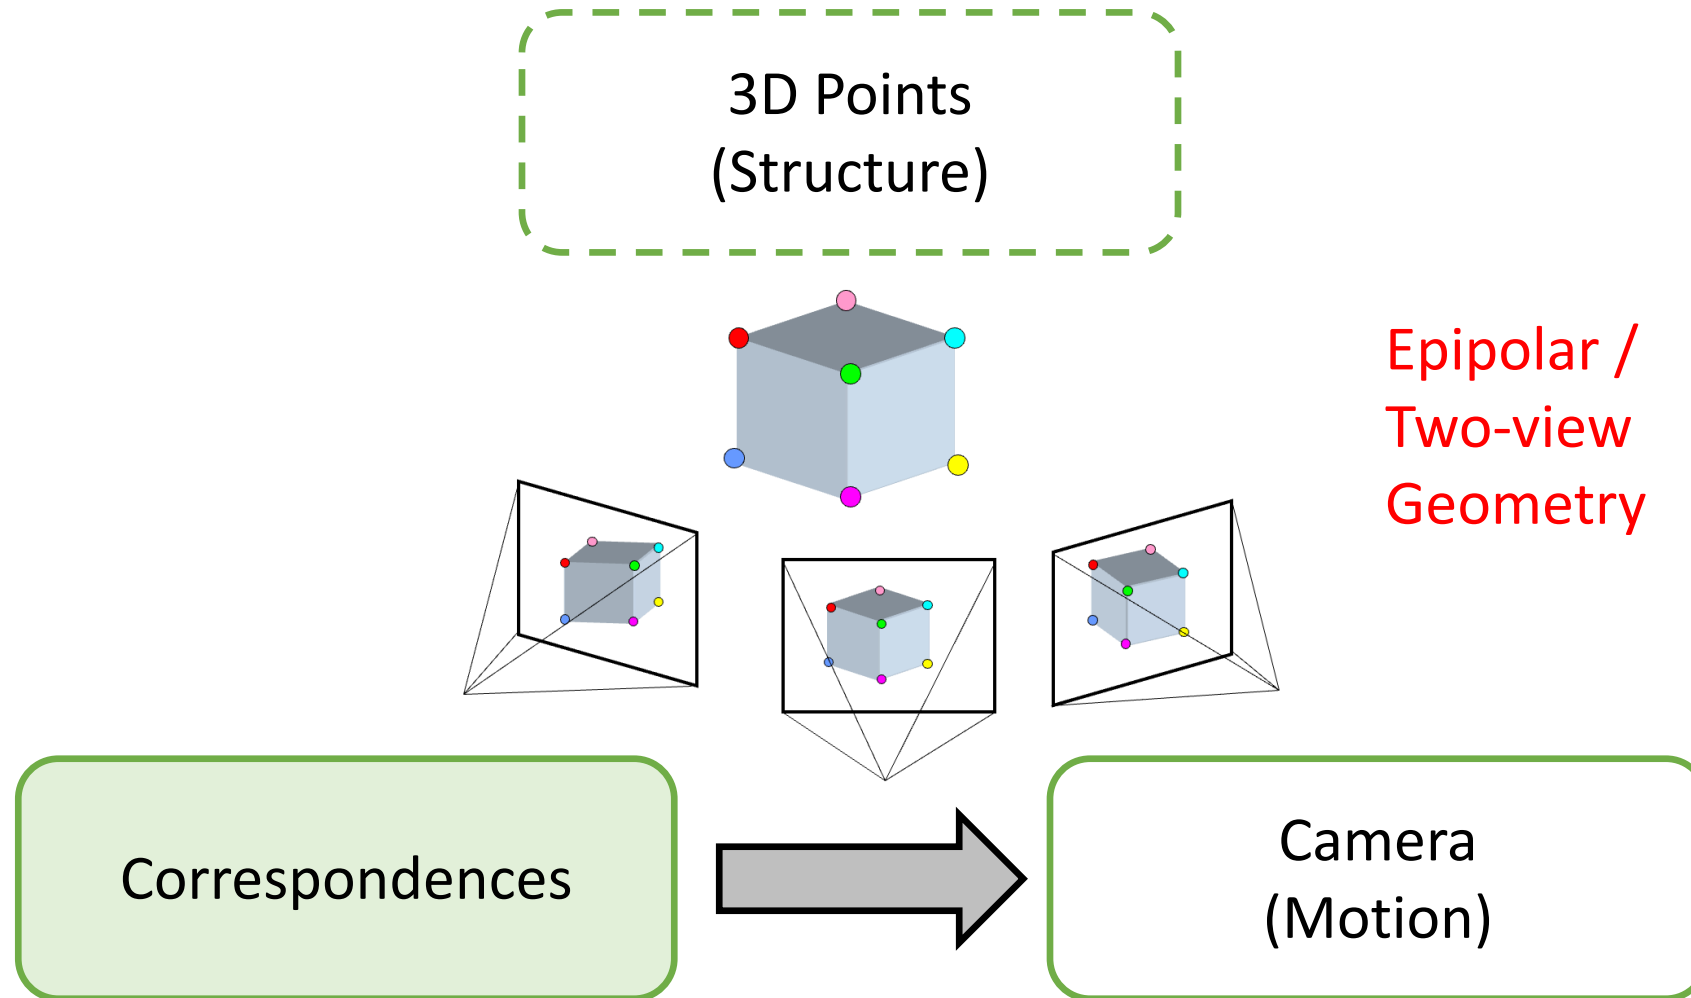 3D Points
(Structure)
Epipolar /
Two-view
Geometry
Correspondences
Camera
(Motion)